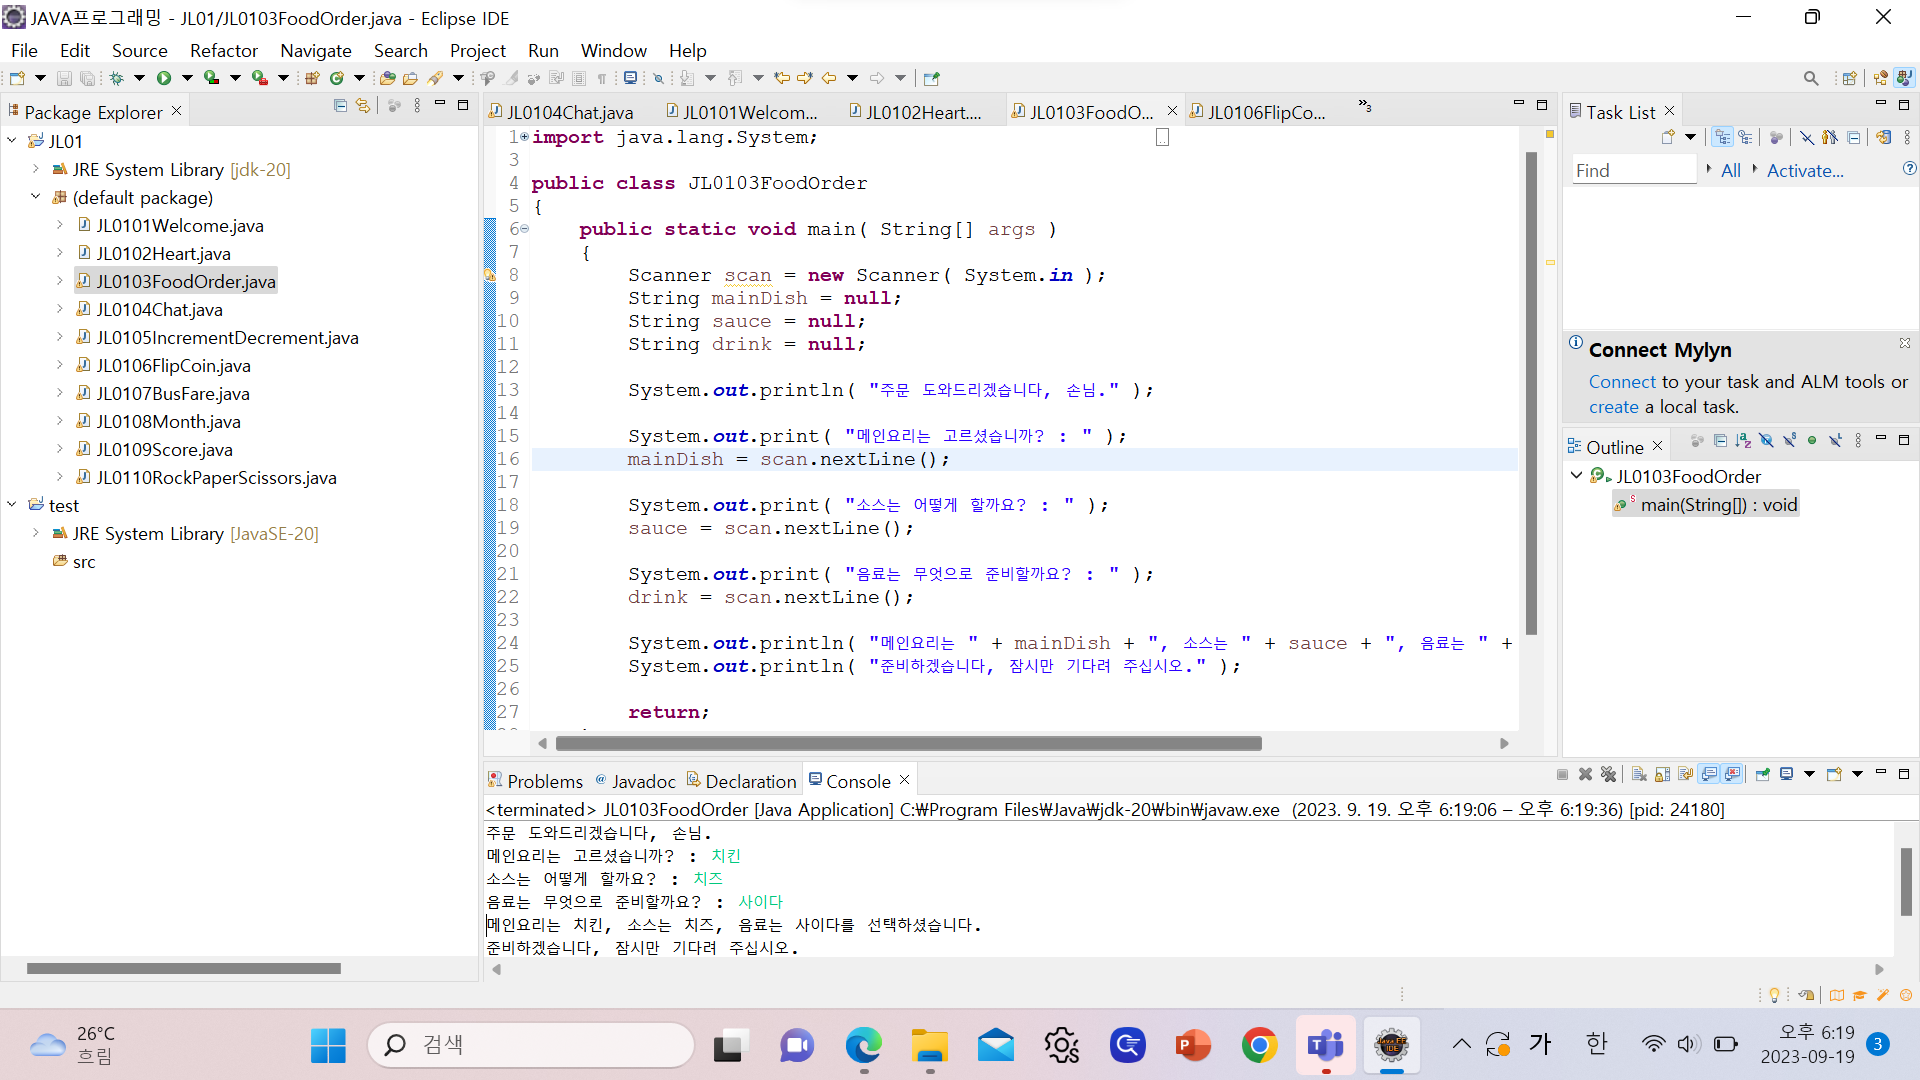 JAVA프로그래밍 - JL01/JL0103FoodOrder.java - Eclipse IDE
File Edit Source Refactor Navigate Search Project Run Window Help
Package Explorer
JL01
JRE System Library [jdk-20]
(default package)
JL0101Welcome.java
JL0102Heart.java
JL0103FoodOrder.java
JL0104Chat.java
JL0105IncrementDecrement.java
JL0106FlipCoin.java
JL0107BusFare.java
JL0108Month.java
JL0109Score.java
JL0110RockPaperScissors.java
test
JRE System Library [JavaSE-20]
src
JL0104Chat.java JL0101Welcom... JL0102Heart.... JL0103FoodO... JL0106FlipCo... »3
1 import java.lang.System;
3
4 public class JL0103FoodOrder
5 {
6 public static void main( String[] args )
7 {
8 Scanner scan = new Scanner( System.in );
9 String mainDish = null;
10 String sauce = null;
11 String drink = null;
12
13 System.out.println( "주문 도와드리겠습니다, 손님." );
14
15 System.out.print( "메인요리는 고르셨습니까? : " );
16 mainDish = scan.nextLine();
17
18 System.out.print( "소스는 어떻게 할까요? : " );
19 sauce = scan.nextLine();
20
21 System.out.print( "음료는 무엇으로 준비할까요? : " );
22 drink = scan.nextLine();
23
24 System.out.println( "메인요리는 " + mainDish + ", 소스는 " + sauce + ", 음료는 " +
25 System.out.println( "준비하겠습니다, 잠시만 기다려 주십시오." );
26
27 return;
Task List
Find All Activate...
Connect Mylyn
Connect to your task and ALM tools or
create a local task.
Outline
JL0103FoodOrder
main(String[]) : void
Problems Javadoc Declaration Console
<terminated> JL0103FoodOrder [Java Application] C:₩Program Files₩Java₩jdk-20₩bin₩javaw.exe (2023. 9. 19. 오후 6:19:06 – 오후 6:19:36) [pid: 24180]
주문 도와드리겠습니다, 손님.
메인요리는 고르셨습니까? : 치킨
소스는 어떻게 할까요? : 치즈
음료는 무엇으로 준비할까요? : 사이다
메인요리는 치킨, 소스는 치즈, 음료는 사이다를 선택하셨습니다.
준비하겠습니다, 잠시만 기다려 주십시오.
26°C
흐림
검색
가 한
오후 6:19
2023-09-19
3